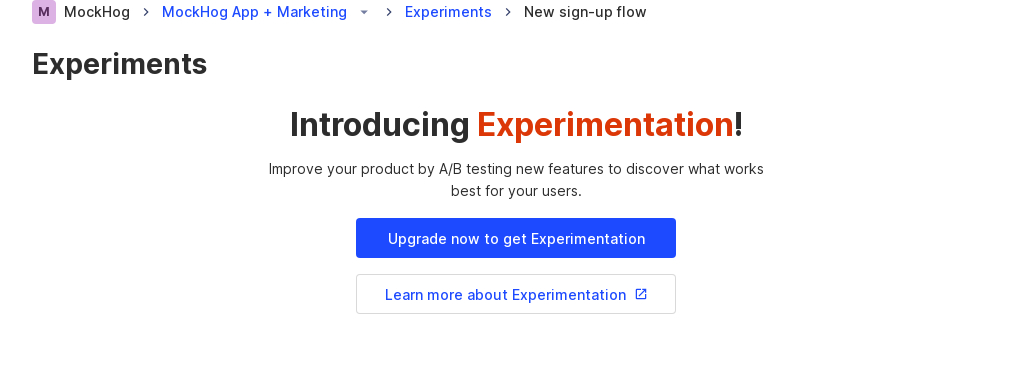 M MockHog MockHog App + Marketing Experiments New sign-up flow
Experiments
Introducing Experimentation!
Improve your product by A/B testing new features to discover what works
best for your users.
Upgrade now to get Experimentation
Learn more about Experimentation